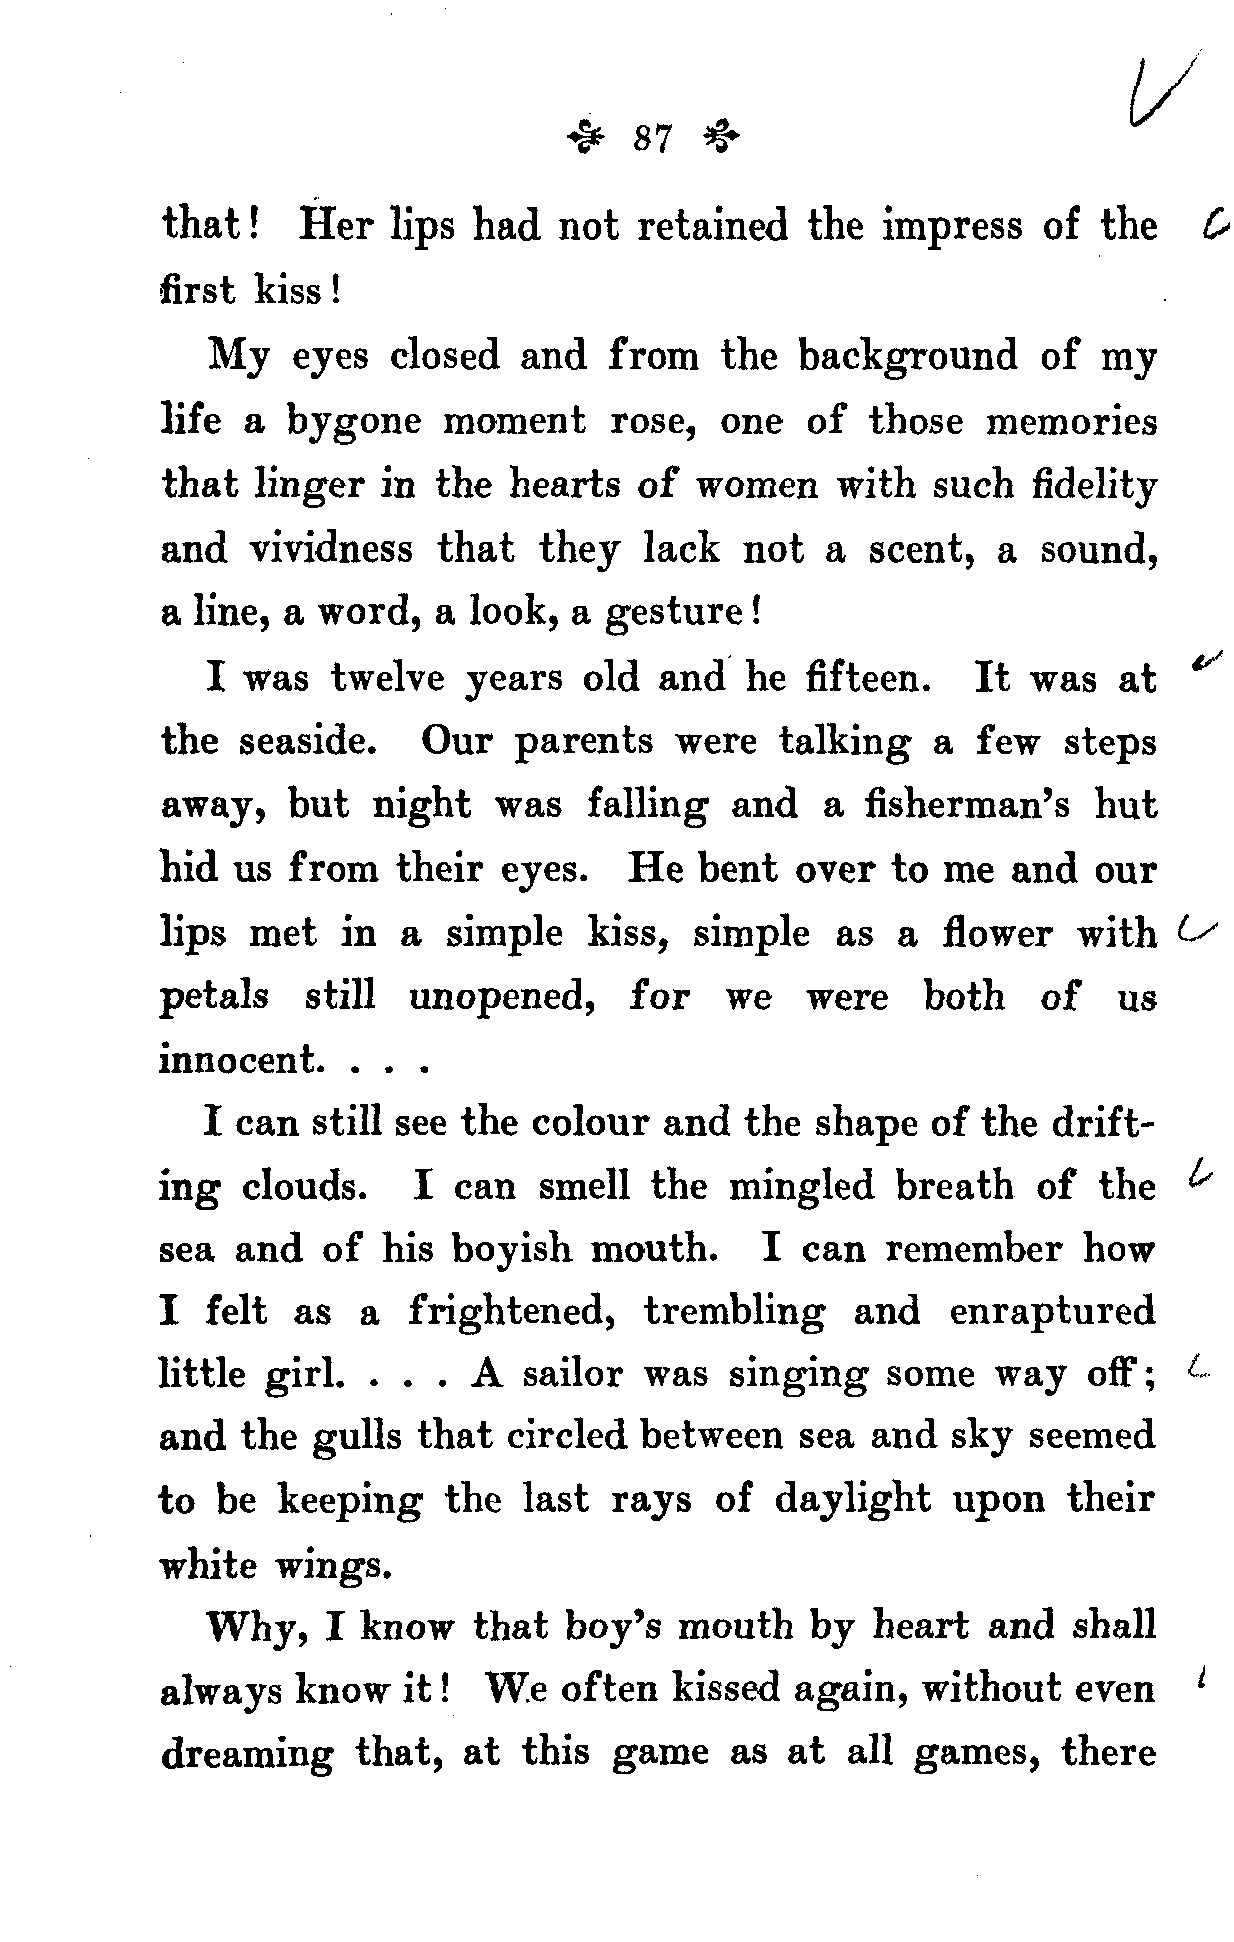 87
that! Her lips had not retained the impress of the
first kiss!
My eyes closed and from the background of my
life a bygone moment rose, one of those memories
that linger in the hearts of women with such fidelity
and vividness that they lack not a scent, a sound,
a line, a word, a look, a gesture!
I was twelve years old and he fifteen. It was at
the seaside. Our parents were talking a few steps
away, but night was falling and a fisherman's hut
hid us from their eyes. He bent over to me and our
lips met in a simple kiss, simple as a flower with
petals still unopened, for we were both of us
innocent. . . .
I can still see the colour and the shape of the drift-
ing clouds. I can smell the mingled breath of the
sea and of his boyish mouth. I can remember how
I felt as a frightened, trembling and enraptured
little girl. . . . A sailor was singing some way off;
and the gulls that circled between sea and sky seemed
to be keeping the last rays of daylight upon their
white wings.
Why, I know that boy's mouth by heart and shall
always know it! We often kissed again, without even
dreaming that, at this game as at all games, there